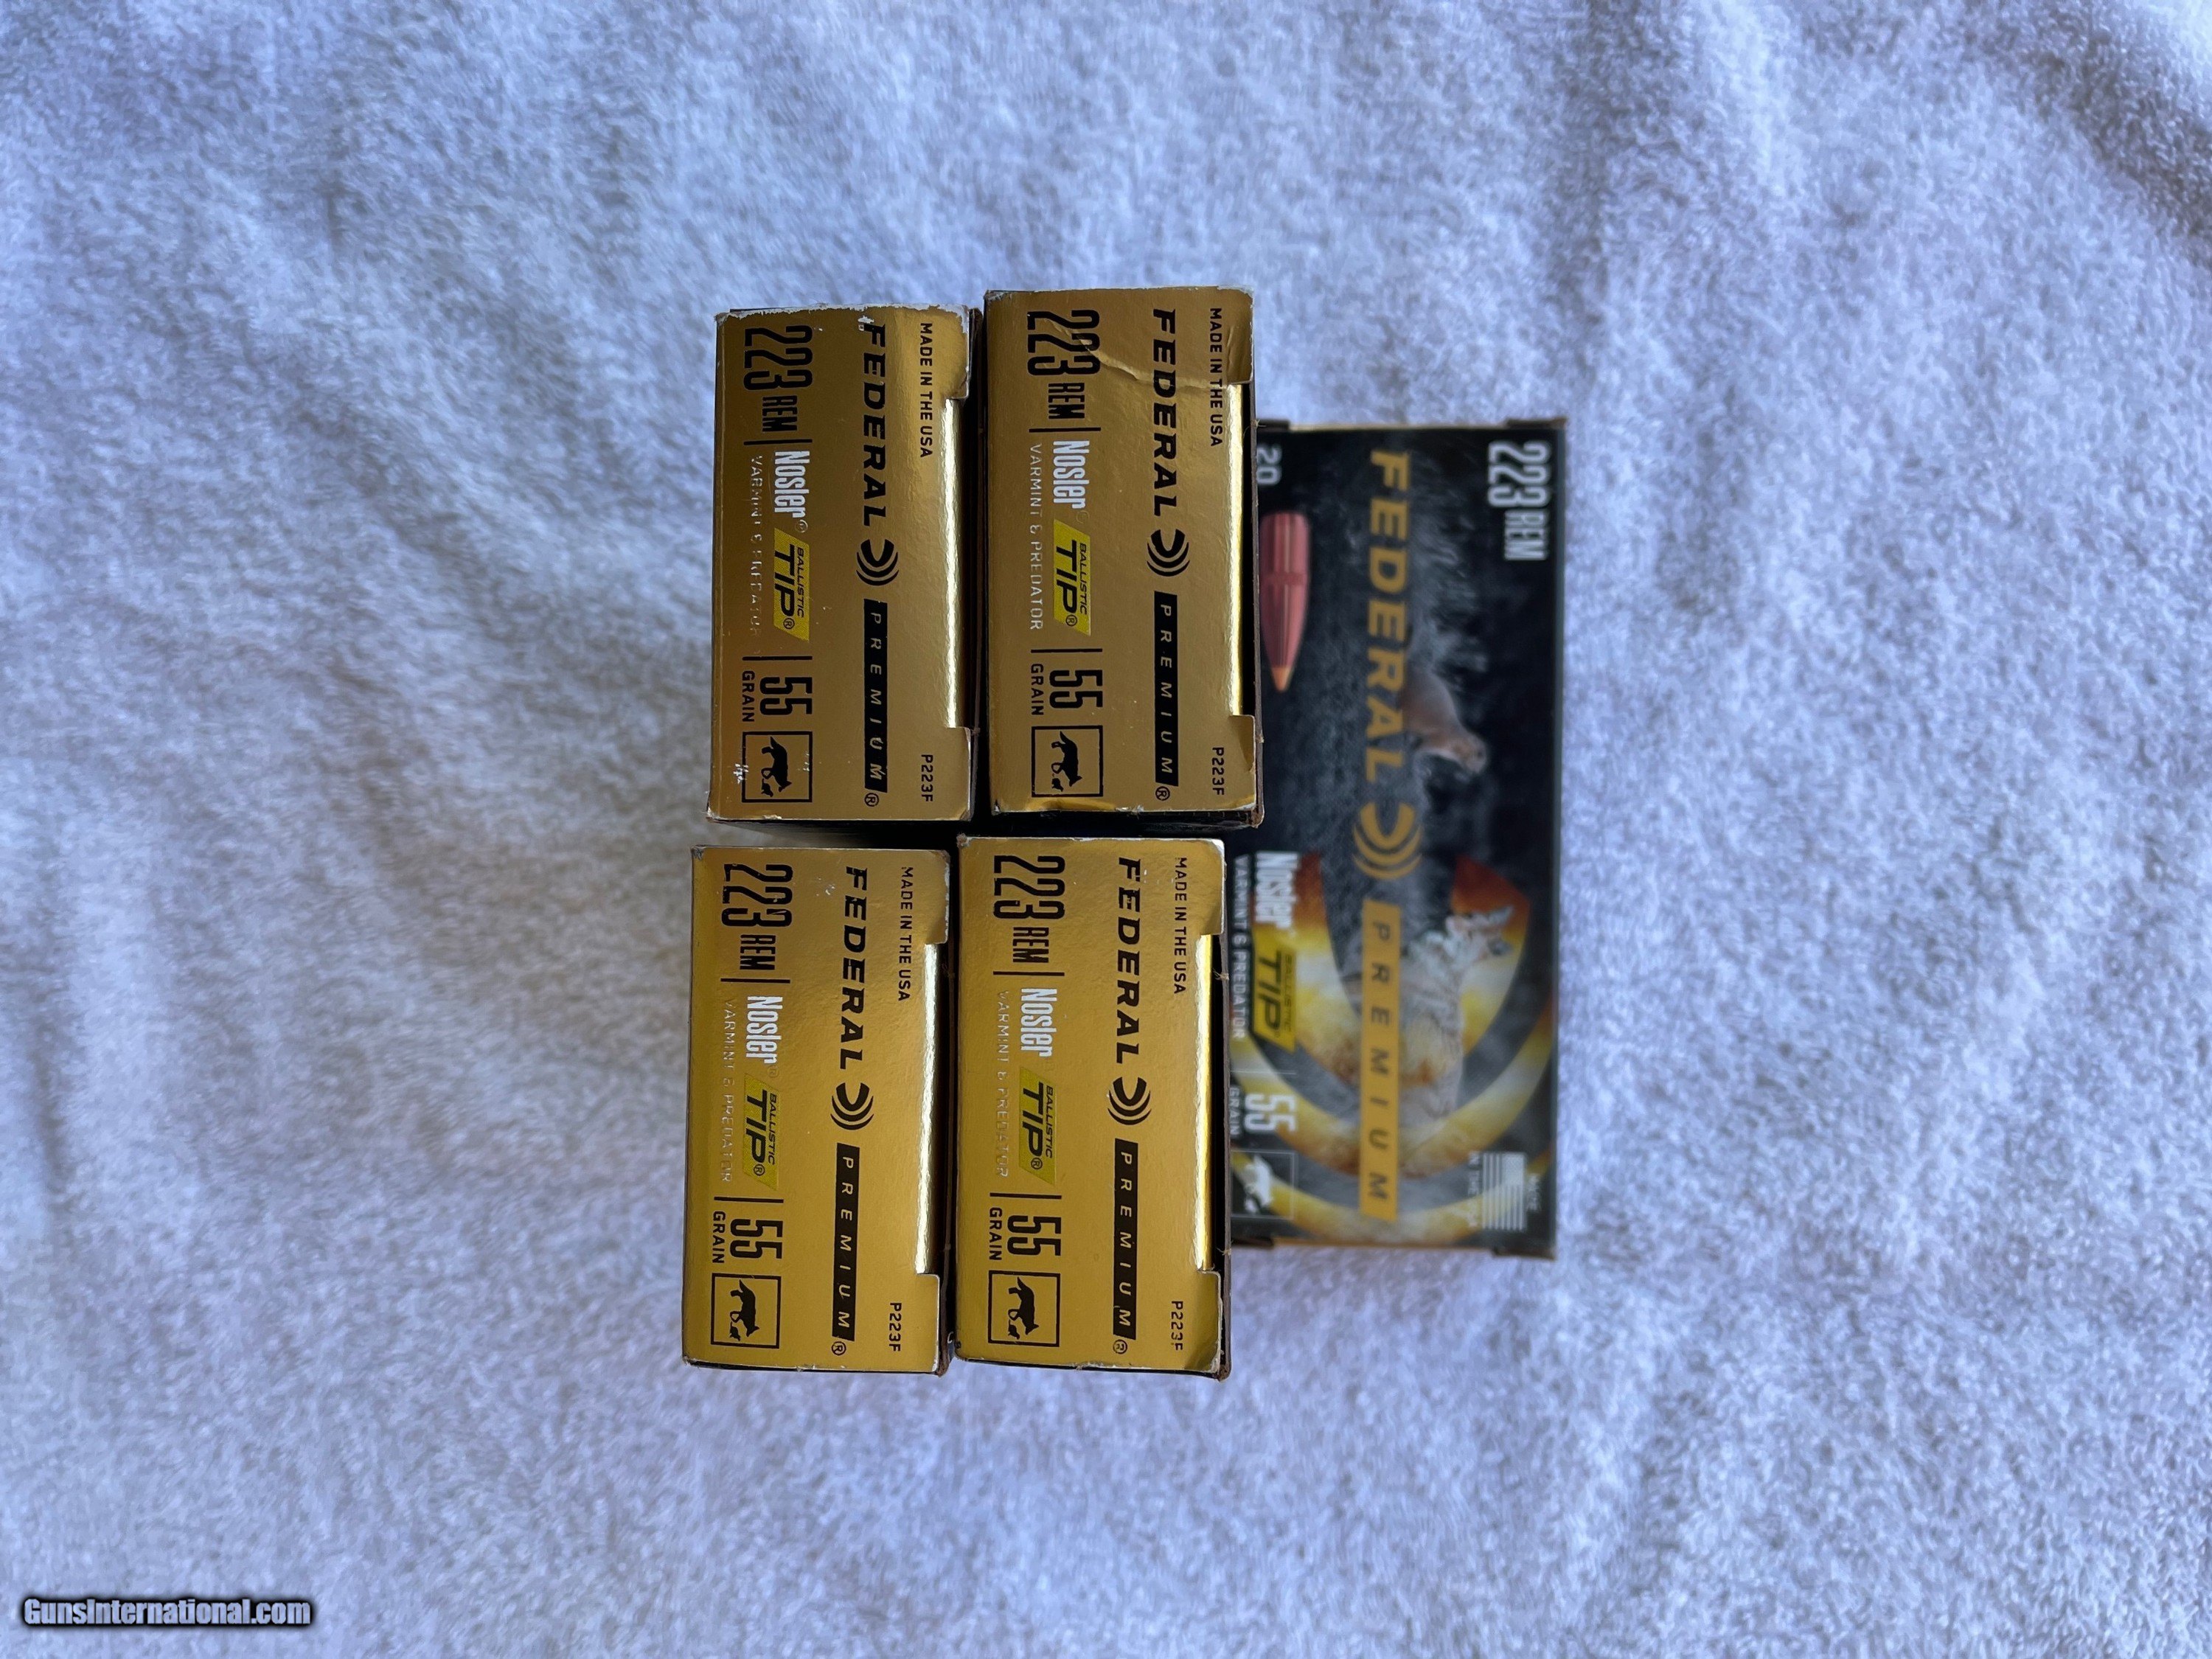 MADE IN THE USA
P223F
FEDERAL PREMIUM®
223 REM
Nosler® BALLISTIC TIP®
VARMINT & PREDATOR
55 GRAIN
MADE IN THE USA
P223F
FEDERAL PREMIUM®
223 REM
Nosler BALLISTIC TIP®
VARMINT & PREDATOR
55 GRAIN
MADE IN THE USA
P223F
FEDERAL PREMIUM®
223 REM
Nosler® BALLISTIC TIP®
VARMINT & PREDATOR
55 GRAIN
MADE IN THE USA
P223F
FEDERAL PREMIUM®
223 REM
Nosler BALLISTIC TIP®
VARMINT & PREDATOR
55 GRAIN
223 REM
MADE
IN THE
FEDERAL PREMIUM
20
Nosler BALLISTIC TIP
VARMINT & PREDATOR
55 GRAIN
GunsInternational.com